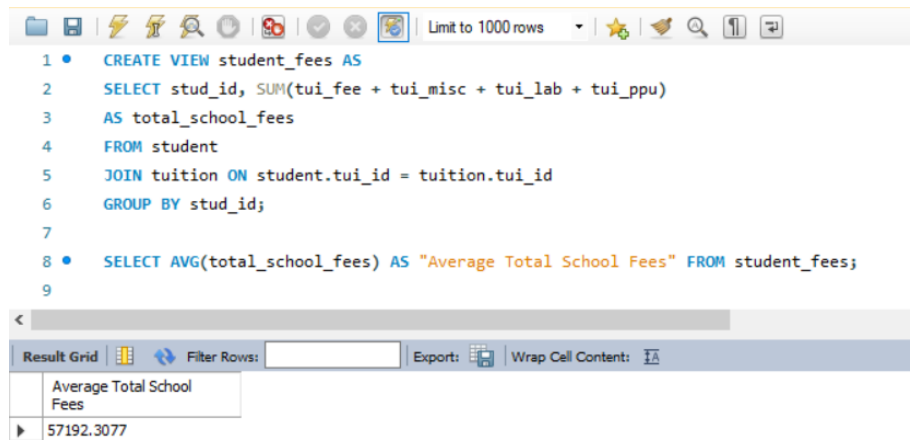 Limit to 1000 rows
1 CREATE VIEW student_fees AS
2 SELECT stud_id, SUM(tui_fee + tui_misc + tui_lab + tui_ppu)
3 AS total_school_fees
4 FROM student
5 JOIN tuition ON student.tui_id = tuition.tui_id
6 GROUP BY stud_id;
7
8 SELECT AVG(total_school_fees) AS "Average Total School Fees" FROM student_fees;
9
Result Grid Filter Rows: Export: Wrap Cell Content: IA
Average Total School
Fees
57192.3077